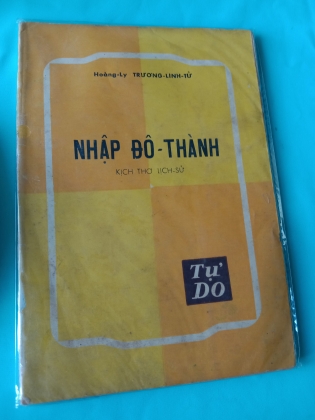 Hoàng-Ly TRƯƠNG-LINH-TỬ
NHẬP ĐÔ-THÀNH
KỊCH THƠ LỊCH-SỬ
Tự
DO